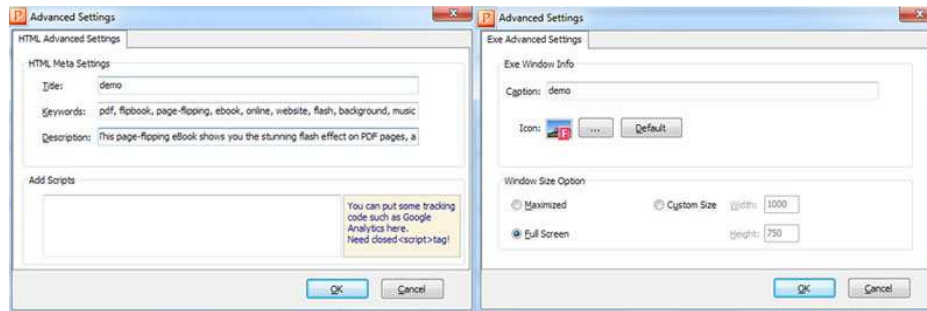 Advanced Settings
HTML Advanced Settings
HTML Meta Settings
Title: demo
Keywords: pdf, flipbook, page-flipping, ebook, online, website, flash, background, music
Description: This page-flipping eBook shows you the stunning flash effect on PDF pages, a
Add Scripts
You can put some tracking
code such as Google
Analytics here.
Need closed<script>tag!
OK Cancel
Advanced Settings
Exe Advanced Settings
Exe Window Info
Caption: demo
Icon: ... Default
Window Size Option
Maximized Custom Size Width: 1000
Full Screen Height: 750
OK Cancel